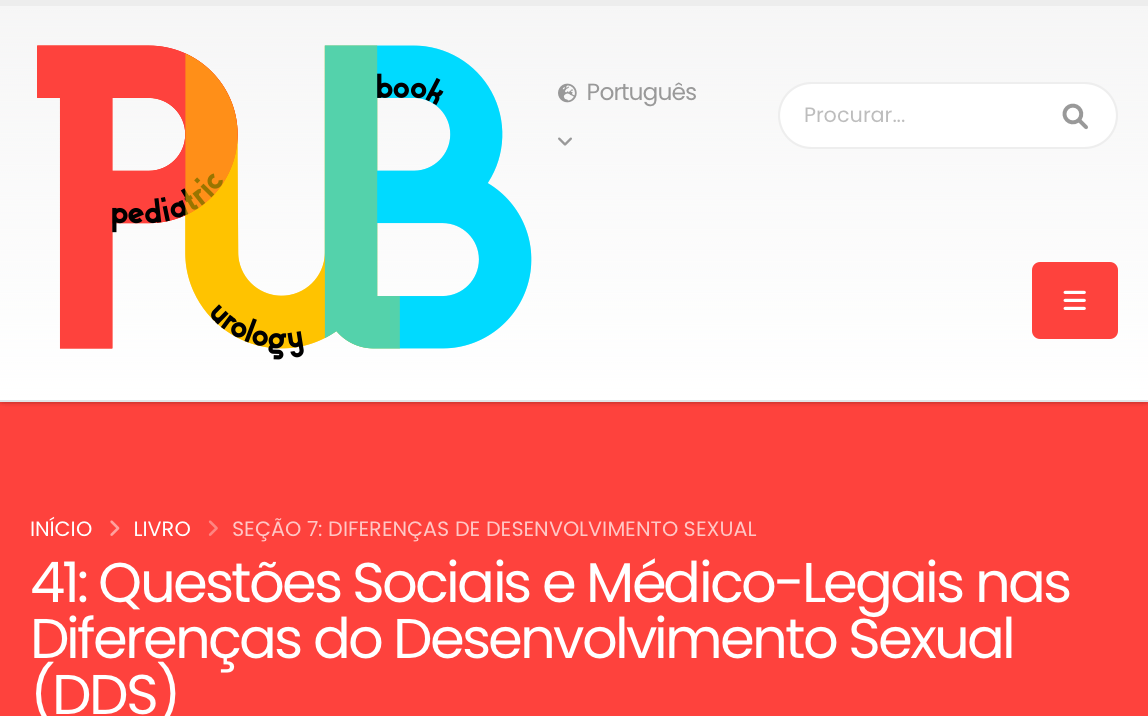 PUB
book
pediatric
urology
Português
Procurar...
INÍCIO
LIVRO
SEÇÃO 7: DIFERENÇAS DE DESENVOLVIMENTO SEXUAL
41: Questões Sociais e Médico-Legais nas
Diferenças do Desenvolvimento Sexual
(DDS)